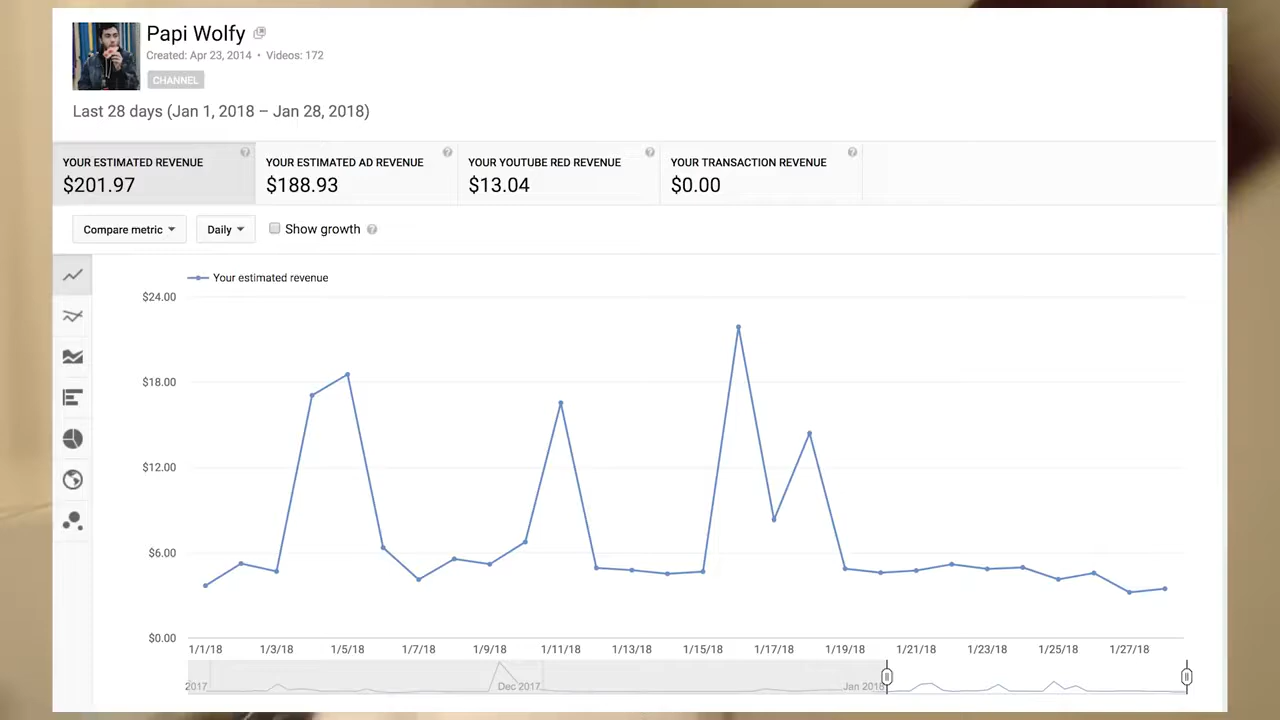 Papi Wolfy
Created: Apr 23, 2014 • Videos: 172
CHANNEL
Last 28 days (Jan 1, 2018 – Jan 28, 2018)
YOUR ESTIMATED REVENUE ?
$201.97
YOUR ESTIMATED AD REVENUE ?
$188.93
YOUR YOUTUBE RED REVENUE ?
$13.04
YOUR TRANSACTION REVENUE ?
$0.00
Compare metric Daily Show growth ?
Your estimated revenue
$24.00
$18.00
$12.00
$6.00
$0.00
1/1/18 1/3/18 1/5/18 1/7/18 1/9/18 1/11/18 1/13/18 1/15/18 1/17/18 1/19/18 1/21/18 1/23/18 1/25/18 1/27/18
2017 Dec 2017 Jan 2018